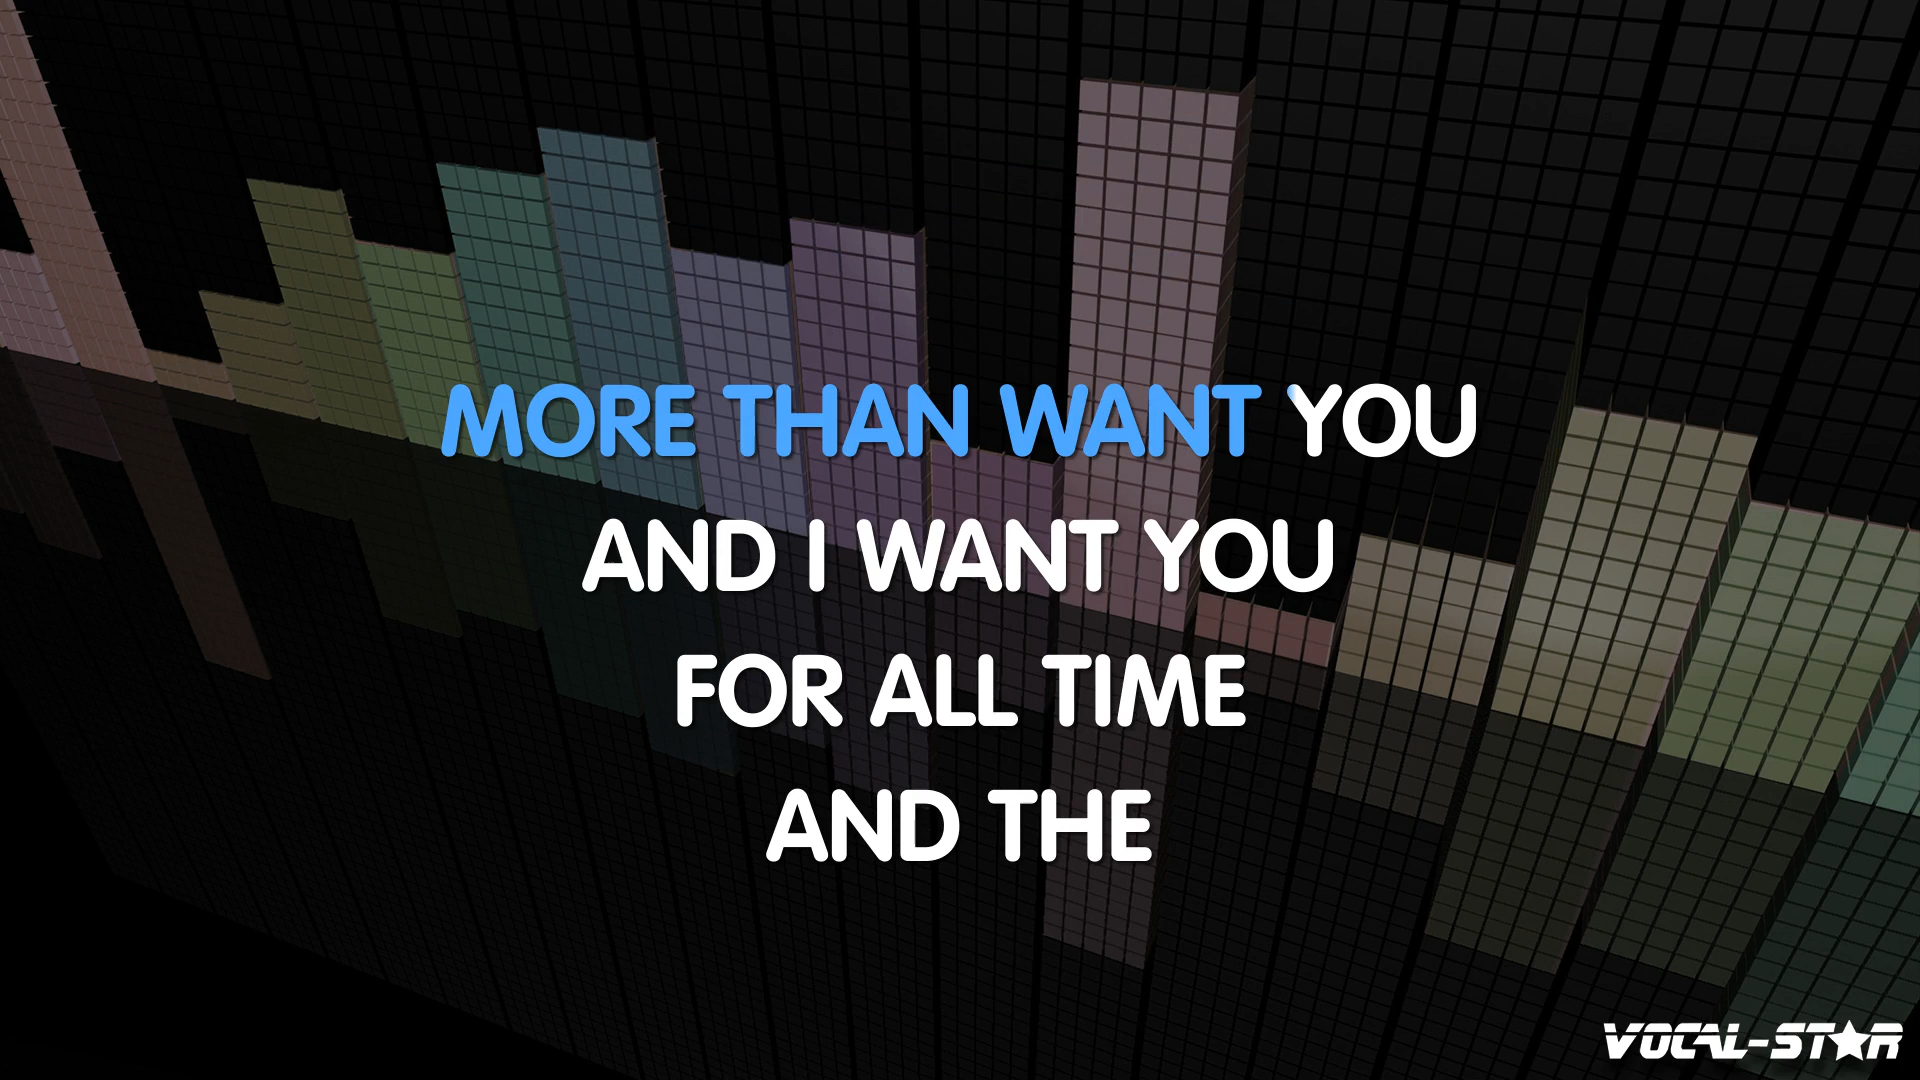 MORE THAN WANT YOU
AND I WANT YOU
FOR ALL TIME
AND THE
VOCAL-STAR